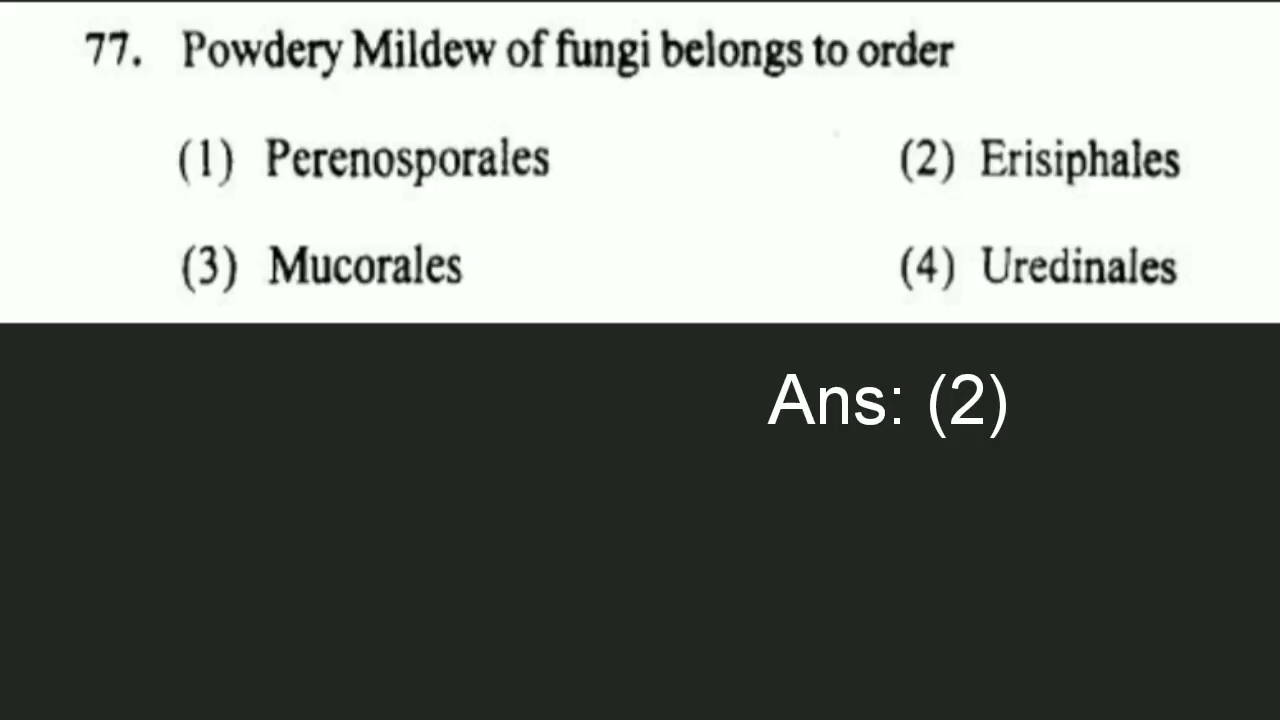 77. Powdery Mildew of fungi belongs to order
(1) Perenosporales (2) Erisiphales
(3) Mucorales (4) Uredinales
Ans: (2)